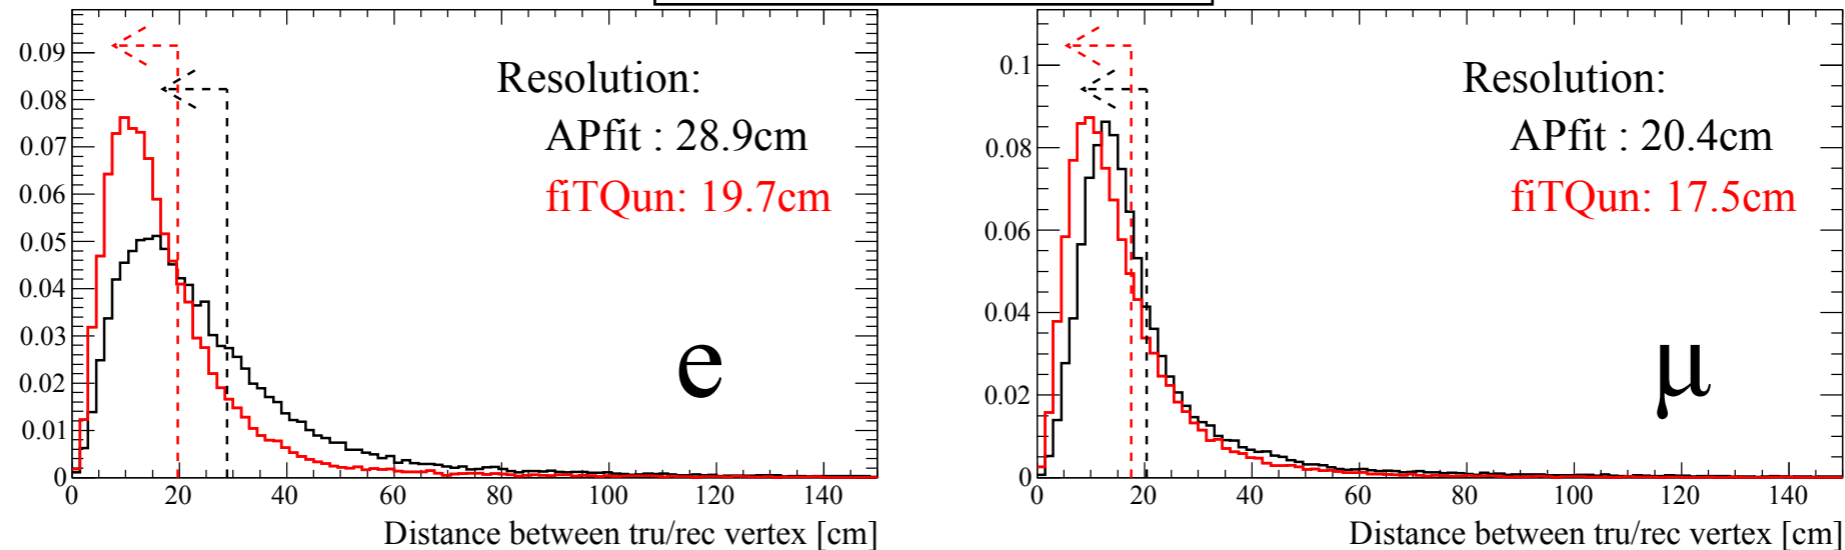 0.09
0.08
0.07
0.06
0.05
0.04
0.03
0.02
0.01
0
Resolution:
APfit : 28.9cm
fiTQun: 19.7cm
e
0 20 40 60 80 100 120 140
Distance between tru/rec vertex [cm]
0.1
0.08
0.06
0.04
0.02
0
Resolution:
APfit : 20.4cm
fiTQun: 17.5cm
μ
0 20 40 60 80 100 120 140
Distance between tru/rec vertex [cm]